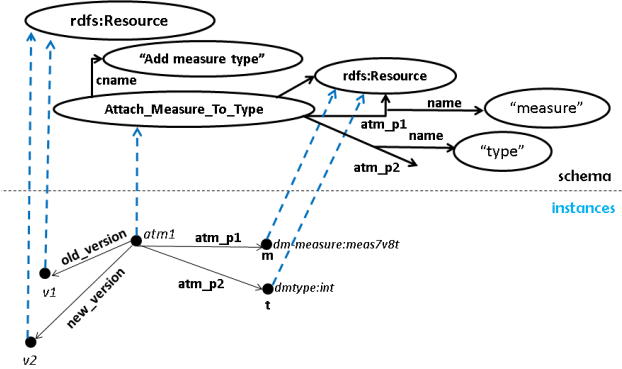 rdfs:Resource
“Add measure type”
cname
rdfs:Resource
Attach_Measure_To_Type
name
“measure”
atm_p1
name
“type”
atm_p2
schema
instances
atm1
atm_p1
dm-measure:meas7v8t
m
old_version
v1
atm_p2
dmtype:int
t
new_version
v2